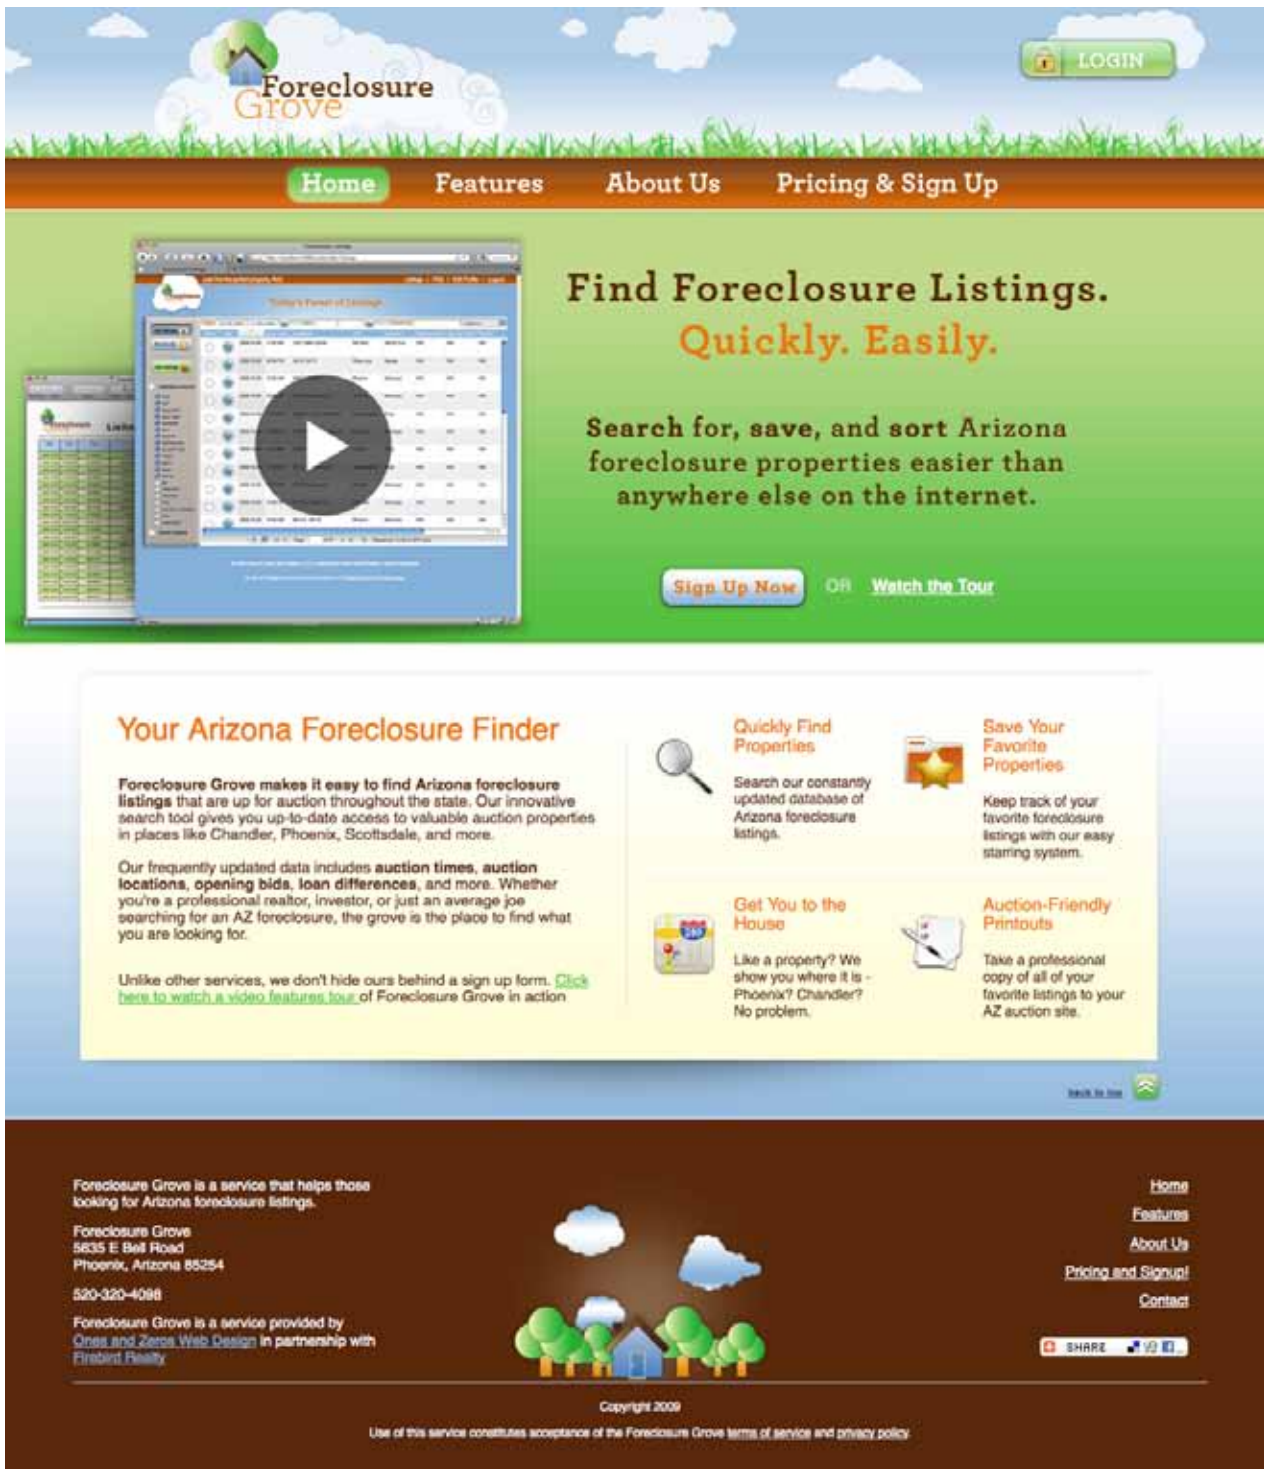 Foreclosure
Grove
LOGIN
Home
Features
About Us
Pricing & Sign Up
Today's Forest of Listings
Find Foreclosure Listings.
Quickly. Easily.
Search for, save, and sort Arizona
foreclosure properties easier than
anywhere else on the internet.
Sign Up Now
OR
Watch the Tour
Your Arizona Foreclosure Finder
Foreclosure Grove makes it easy to find Arizona foreclosure
listings that are up for auction throughout the state. Our innovative
search tool gives you up-to-date access to valuable auction properties
in places like Chandler, Phoenix, Scottsdale, and more.
Our frequently updated data includes auction times, auction
locations, opening bids, loan differences, and more. Whether
you're a professional realtor, investor, or just an average joe
searching for an AZ foreclosure, the grove is the place to find what
you are looking for.
Unlike other services, we don't hide ours behind a sign up form. Click
here to watch a video features tour of Foreclosure Grove in action
Quickly Find
Properties
Search our constantly
updated database of
Arizona foreclosure
listings.
Save Your
Favorite
Properties
Keep track of your
favorite foreclosure
listings with our easy
starring system.
Get You to the
House
Like a property? We
show you where it is -
Phoenix? Chandler?
No problem.
Auction-Friendly
Printouts
Take a professional
copy of all of your
favorite listings to your
AZ auction site.
back to top
Foreclosure Grove is a service that helps those
looking for Arizona foreclosure listings.
Foreclosure Grove
5635 E Bell Road
Phoenix, Arizona 85254
520-320-4098
Foreclosure Grove is a service provided by
Ones and Zeros Web Design in partnership with
Firebird Realty
Home
Features
About Us
Pricing and Signup!
Contact
SHARE
Copyright 2009
Use of this service constitutes acceptance of the Foreclosure Grove terms of service and privacy policy